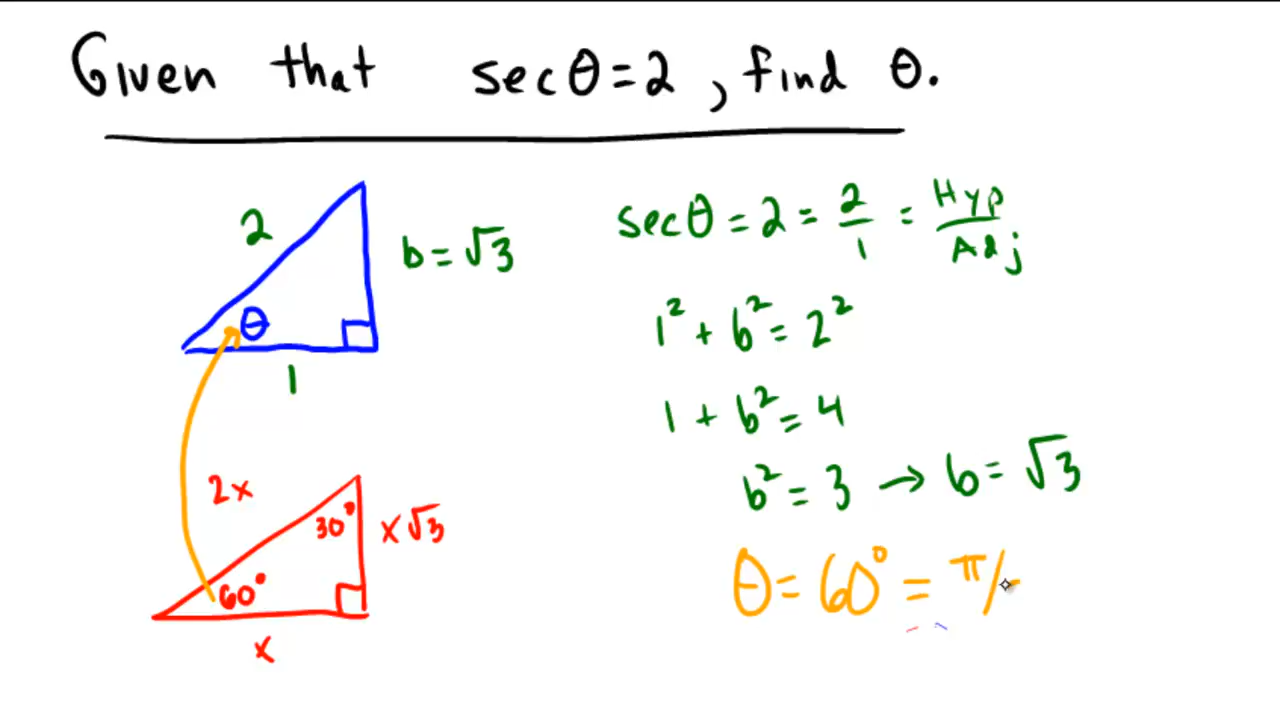 Given that secθ=2, find θ.
2
b=√3
θ
1
secθ=2=2/1=Hyp/Adj
1²+b²=2²
1+b²=4
b²=3→b=√3
2x
30°
x√3
60°
x
θ=60°=π/